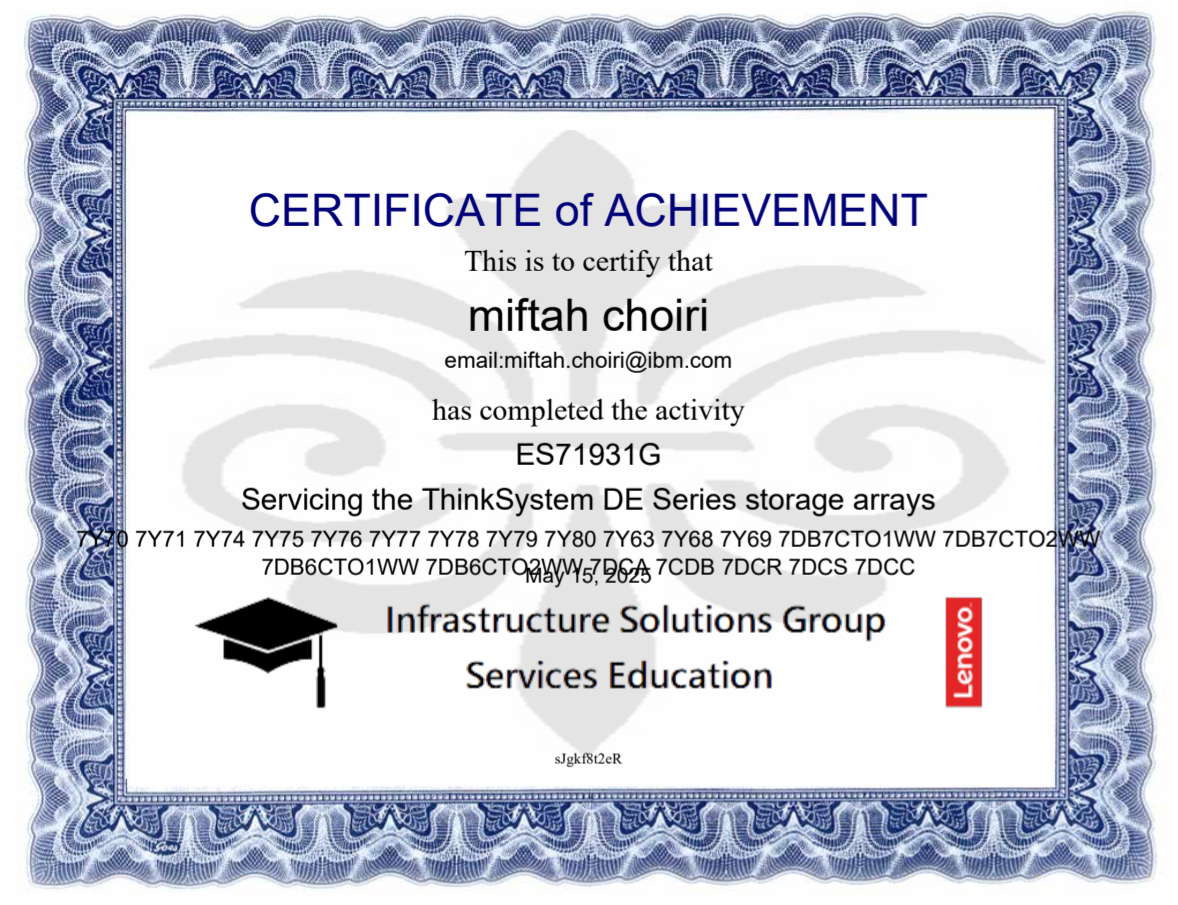 CERTIFICATE of ACHIEVEMENT
This is to certify that
miftah choiri
email:miftah.choiri@ibm.com
has completed the activity
ES71931G
Servicing the ThinkSystem DE Series storage arrays
7Y70 7Y71 7Y74 7Y75 7Y76 7Y77 7Y78 7Y79 7Y80 7Y63 7Y68 7Y69 7DB7CTO1WW 7DB7CTO2WW
7DB6CTO1WW 7DB6CTO2WW 7DCA 7CDB 7DCR 7DCS 7DCC
May 15, 2025
Infrastructure Solutions Group
Services Education
Lenovo
sJgkf8t2eR
Goes